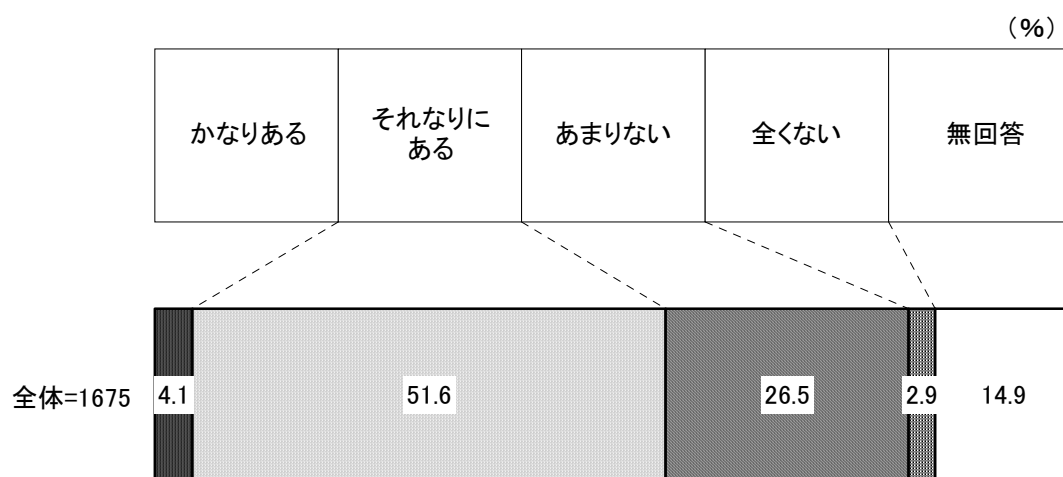 （％）
かなりある
それなりに
ある
あまりない
全くない
無回答
全体=1675
4.1
51.6
26.5
2.9
14.9